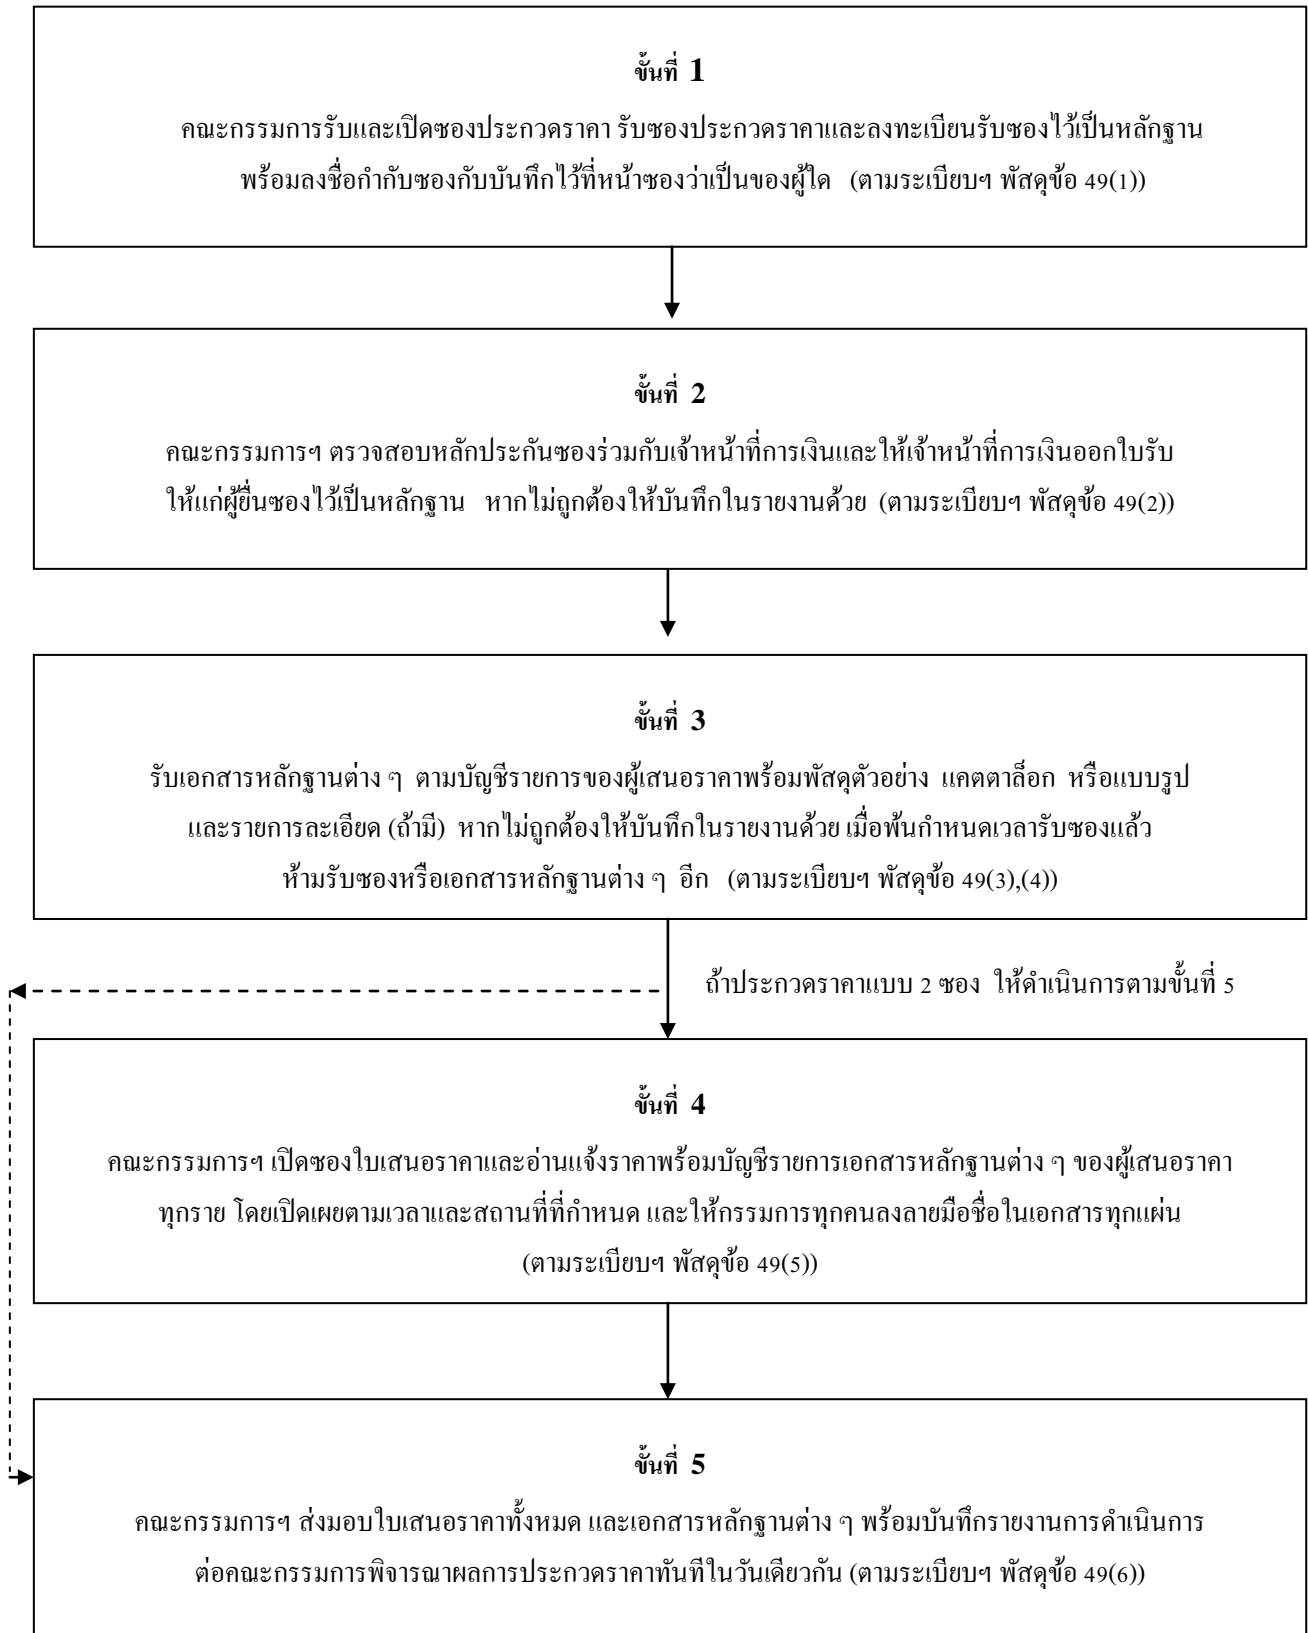 ขั้นที่ 1
คณะกรรมการรับและเปิดซองประกวดราคา รับซองประกวดราคาและลงทะเบียนรับซองไว้เป็นหลักฐาน
พร้อมลงชื่อกำกับซองกับบันทึกไว้ที่หน้าซองว่าเป็นของผู้ใด (ตามระเบียบฯ พัสดุข้อ 49(1))
ขั้นที่ 2
คณะกรรมการฯ ตรวจสอบหลักประกันซองร่วมกับเจ้าหน้าที่การเงินและให้เจ้าหน้าที่การเงินออกใบรับ
ให้แก่ผู้ยื่นซองไว้เป็นหลักฐาน หากไม่ถูกต้องให้บันทึกในรายงานด้วย (ตามระเบียบฯ พัสดุข้อ 49(2))
ขั้นที่ 3
รับเอกสารหลักฐานต่าง ๆ ตามบัญชีรายการของผู้เสนอราคาพร้อมพัสดุตัวอย่าง แคตตาล็อก หรือแบบรูป
และรายการละเอียด (ถ้ามี) หากไม่ถูกต้องให้บันทึกในรายงานด้วย เมื่อพ้นกำหนดเวลารับซองแล้ว
ห้ามรับซองหรือเอกสารหลักฐานต่าง ๆ อีก (ตามระเบียบฯ พัสดุข้อ 49(3),(4))
ถ้าประกวดราคาแบบ 2 ซอง ให้ดำเนินการตามขั้นที่ 5
ขั้นที่ 4
คณะกรรมการฯ เปิดซองใบเสนอราคาและอ่านแจ้งราคาพร้อมบัญชีรายการเอกสารหลักฐานต่าง ๆ ของผู้เสนอราคา
ทุกราย โดยเปิดเผยตามเวลาและสถานที่ที่กำหนด และให้กรรมการทุกคนลงลายมือชื่อในเอกสารทุกแผ่น
(ตามระเบียบฯ พัสดุข้อ 49(5))
ขั้นที่ 5
คณะกรรมการฯ ส่งมอบใบเสนอราคาทั้งหมด และเอกสารหลักฐานต่าง ๆ พร้อมบันทึกรายงานการดำเนินการ
ต่อคณะกรรมการพิจารณาผลการประกวดราคาทันทีในวันเดียวกัน (ตามระเบียบฯ พัสดุข้อ 49(6))